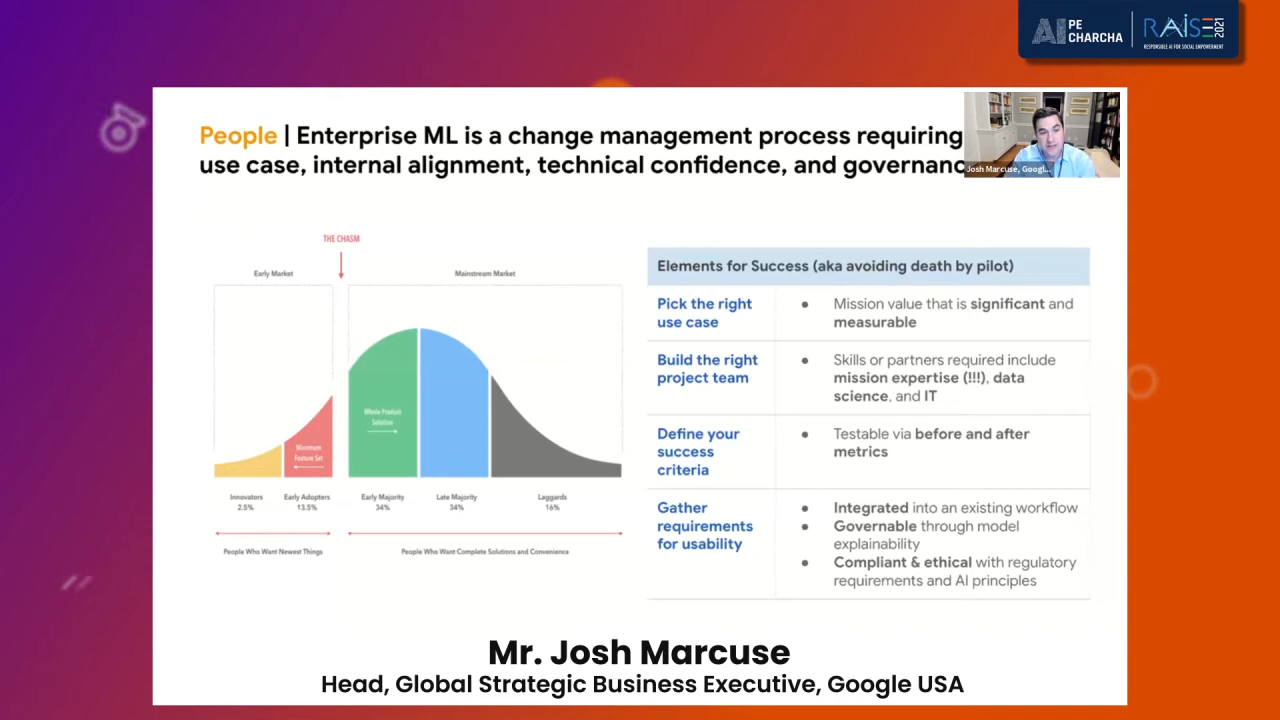 AI PE CHARCHA
RAISE 2021
RESPONSIBLE AI FOR SOCIAL EMPOWERMENT
People | Enterprise ML is a change management process requiring
use case, internal alignment, technical confidence, and governanc
Josh Marcuse, Googl...
THE CHASM
Early Market
Mainstream Market
Whole Product
Solution
Minimum
Feature Set
Innovators
2.5%
Early Adopters
13.5%
Early Majority
34%
Late Majority
34%
Laggards
16%
People Who Want Newest Things
People Who Want Complete Solutions and Convenience
Elements for Success (aka avoiding death by pilot)
Pick the right
use case
● Mission value that is significant and
measurable
Build the right
project team
● Skills or partners required include
mission expertise (!!!), data
science, and IT
Define your
success
criteria
● Testable via before and after
metrics
Gather
requirements
for usability
● Integrated into an existing workflow
● Governable through model
explainability
● Compliant & ethical with regulatory
requirements and AI principles
Mr. Josh Marcuse
Head, Global Strategic Business Executive, Google USA